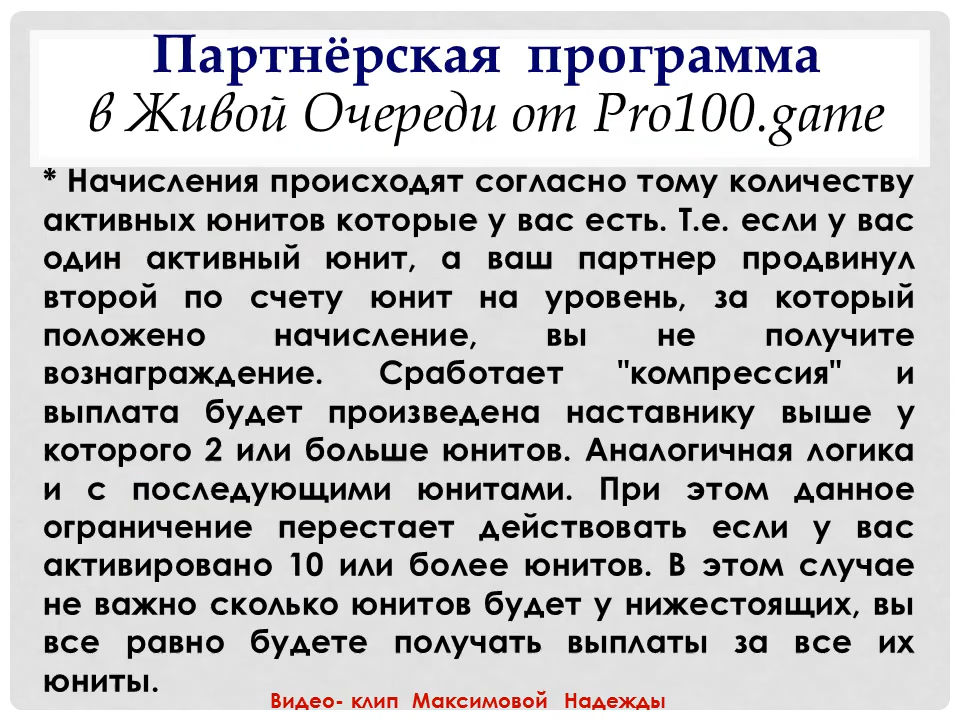 Партнёрская программа
в Живой Очереди от Pro100.game
* Начисления происходят согласно тому количеству
активных юнитов которые у вас есть. Т.е. если у вас
один активный юнит, а ваш партнер продвинул
второй по счету юнит на уровень, за который
положено начисление, вы не получите
вознаграждение. Сработает "компрессия" и
выплата будет произведена наставнику выше у
которого 2 или больше юнитов. Аналогичная логика
и с последующими юнитами. При этом данное
ограничение перестает действовать если у вас
активировано 10 или более юнитов. В этом случае
не важно сколько юнитов будет у нижестоящих, вы
все равно будете получать выплаты за все их
юниты.
Видео- клип Максимовой Надежды